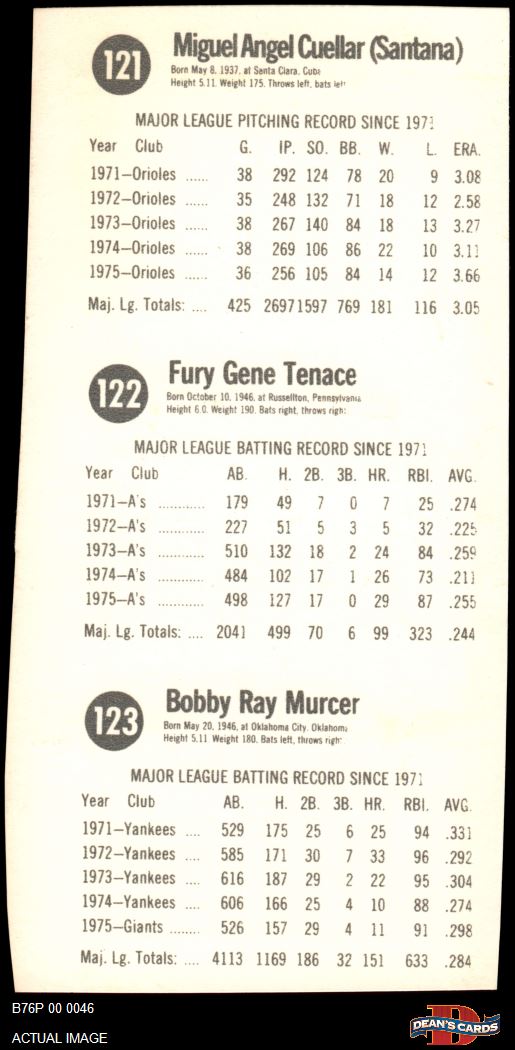 121
Miguel Angel Cuellar (Santana)
Born May 8, 1937, at Santa Clara, Cuba
Height 5.11. Weight 175. Throws left, bats left
MAJOR LEAGUE PITCHING RECORD SINCE 1971
Year Club G. IP. SO. BB. W. L. ERA.
1971—Orioles ...... 38 292 124 78 20 9 3.08
1972—Orioles ...... 35 248 132 71 18 12 2.58
1973—Orioles ...... 38 267 140 84 18 13 3.27
1974—Orioles ...... 38 269 106 86 22 10 3.11
1975—Orioles ...... 36 256 105 84 14 12 3.66
Maj. Lg. Totals: .... 425 2697 1597 769 181 116 3.05
122
Fury Gene Tenace
Born October 10, 1946, at Russellton, Pennsylvania
Height 6.0. Weight 190. Bats right, throws righ
MAJOR LEAGUE BATTING RECORD SINCE 1971
Year Club AB. H. 2B. 3B. HR. RBI. AVG.
1971—A's ............ 179 49 7 0 7 25 .274
1972—A's ............ 227 51 5 3 5 32 .225
1973—A's ............ 510 132 18 2 24 84 .259
1974—A's ............ 484 102 17 1 26 73 .211
1975—A's ............ 498 127 17 0 29 87 .255
Maj. Lg. Totals: .... 2041 499 70 6 99 323 .244
123
Bobby Ray Murcer
Born May 20, 1946, at Oklahoma City, Oklahoma
Height 5.11 Weight 180. Bats left, throws righ
MAJOR LEAGUE BATTING RECORD SINCE 1971
Year Club AB. H. 2B. 3B. HR. RBI. AVG.
1971—Yankees .... 529 175 25 6 25 94 .331
1972—Yankees .... 585 171 30 7 33 96 .292
1973—Yankees .... 616 187 29 2 22 95 .304
1974—Yankees .... 606 166 25 4 10 88 .274
1975—Giants ........ 526 157 29 4 11 91 .298
Maj. Lg. Totals: .... 4113 1169 186 32 151 633 .284
B76P 00 0046
ACTUAL IMAGE
D
DEAN'S CARDS